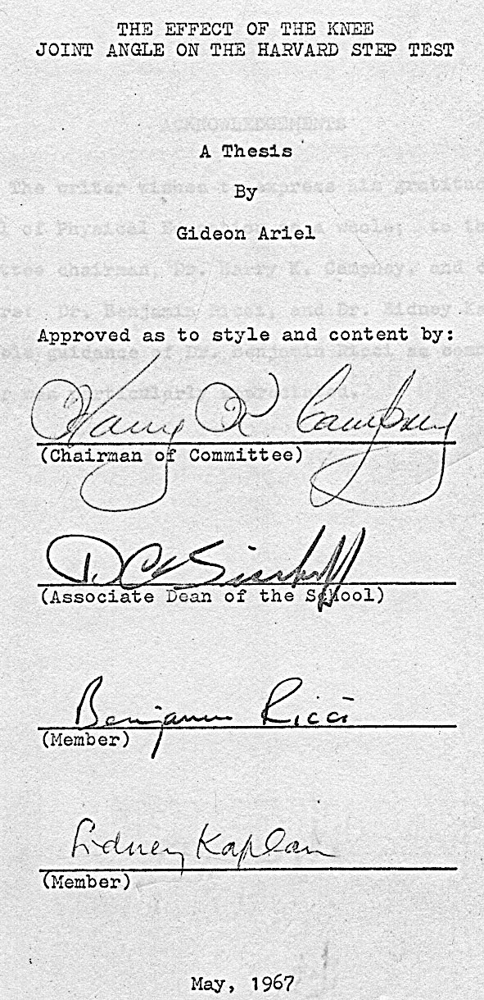 THE EFFECT OF THE KNEE
JOINT ANGLE ON THE HARVARD STEP TEST
ACKNOWLEDGEMENTS
A Thesis
By
Gideon Ariel
Approved as to style and content by:
Harry K. Campney
(Chairman of Committee)
(Associate Dean of the School)
Benjamin Ricci
(Member)
Sidney Kaplan
(Member)
May, 1967